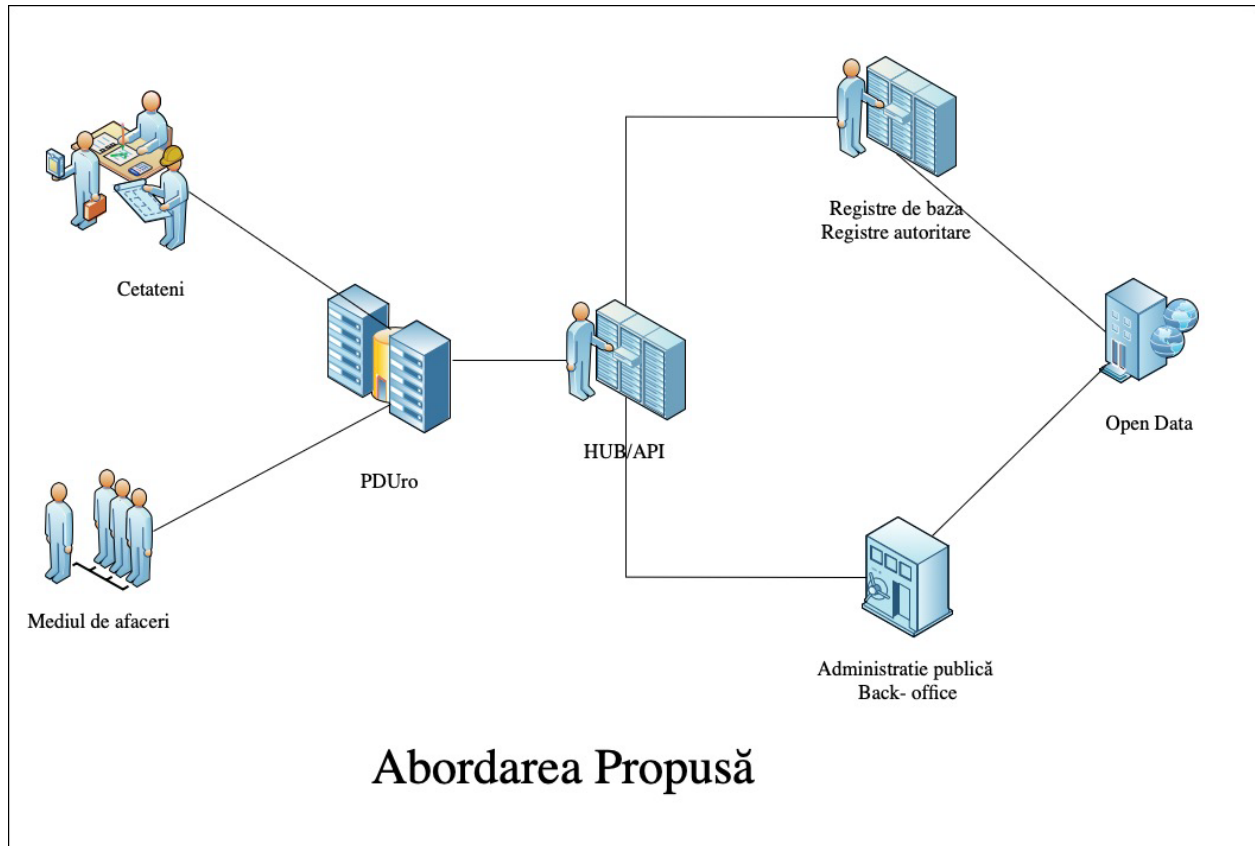 Cetateni
Registre de baza
Registre autoritare
Open Data
HUB/API
PDUro
Mediul de afaceri
Administratie publică
Back- office
Abordarea Propusă